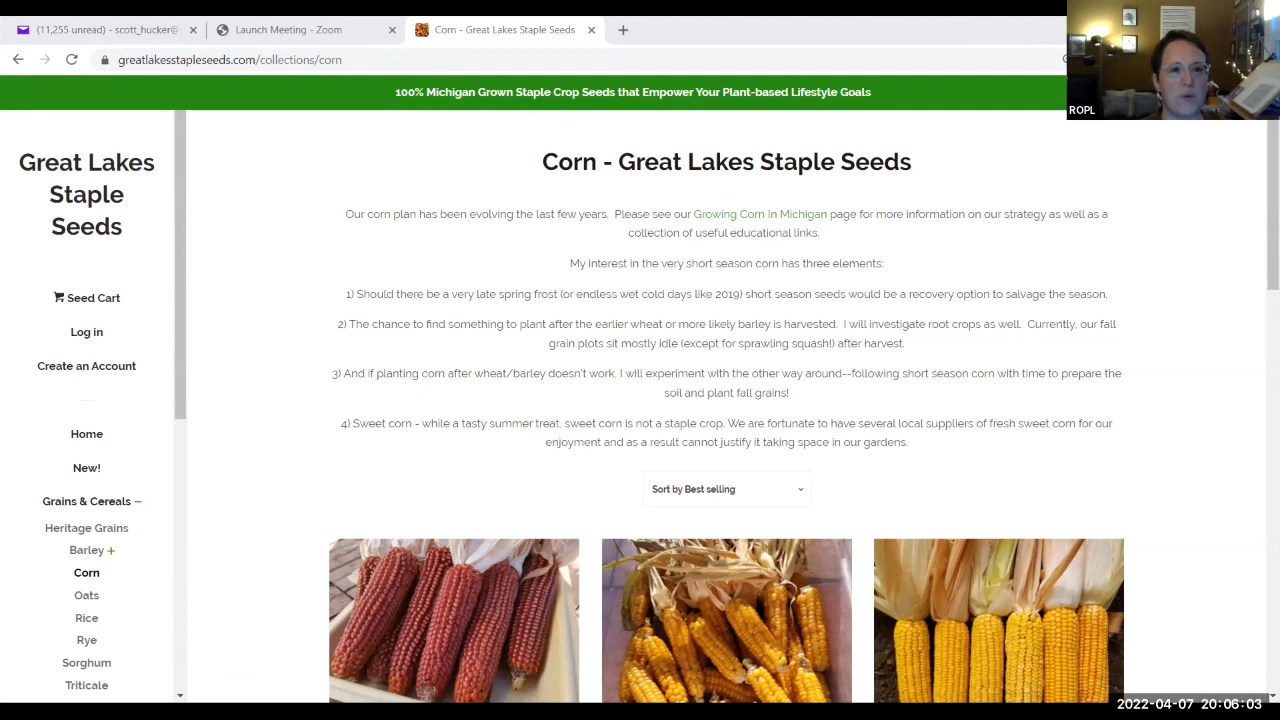 (11,255 unread) - scott_hucker@
Launch Meeting - Zoom
Corn - Great Lakes Staple Seeds
greatlakesstapleseeds.com/collections/corn
ROPL
100% Michigan Grown Staple Crop Seeds that Empower Your Plant-based Lifestyle Goals
Great Lakes
Staple
Seeds
Seed Cart
Log in
Create an Account
Home
New!
Grains & Cereals −
Heritage Grains
Barley +
Corn
Oats
Rice
Rye
Sorghum
Triticale
Corn - Great Lakes Staple Seeds
Our corn plan has been evolving the last few years. Please see our Growing Corn In Michigan page for more information on our strategy as well as a
collection of useful educational links.
My interest in the very short season corn has three elements:
1) Should there be a very late spring frost (or endless wet cold days like 2019) short season seeds would be a recovery option to salvage the season.
2) The chance to find something to plant after the earlier wheat or more likely barley is harvested. I will investigate root crops as well. Currently, our fall
grain plots sit mostly idle (except for sprawling squash!) after harvest.
3) And if planting corn after wheat/barley doesn't work, I will experiment with the other way around--following short season corn with time to prepare the
soil and plant fall grains!
4) Sweet corn - while a tasty summer treat, sweet corn is not a staple crop. We are fortunate to have several local suppliers of fresh sweet corn for our
enjoyment and as a result cannot justify it taking space in our gardens.
Sort by Best selling
2022-04-07 20:06:03